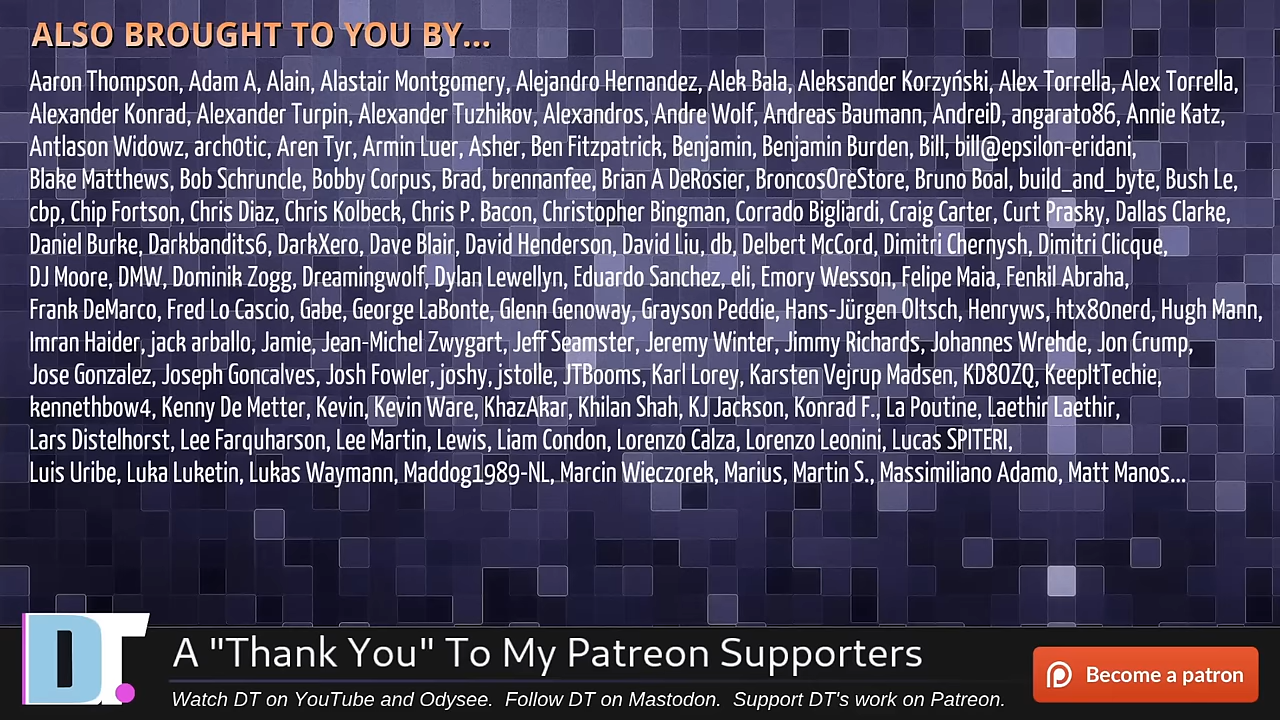 ALSO BROUGHT TO YOU BY...
Aaron Thompson, Adam A, Alain, Alastair Montgomery, Alejandro Hernandez, Alek Bala, Aleksander Korzyński, Alex Torrella, Alex Torrella,
Alexander Konrad, Alexander Turpin, Alexander Tuzhikov, Alexandros, Andre Wolf, Andreas Baumann, AndreiD, angarato86, Annie Katz,
Antlason Widowz, arch0tic, Aren Tyr, Armin Luer, Asher, Ben Fitzpatrick, Benjamin, Benjamin Burden, Bill, bill@epsilon-eridani,
Blake Matthews, Bob Schruncle, Bobby Corpus, Brad, brennanfee, Brian A DeRosier, BroncosOreStore, Bruno Boal, build_and_byte, Bush Le,
cbp, Chip Fortson, Chris Diaz, Chris Kolbeck, Chris P. Bacon, Christopher Bingman, Corrado Bigliardi, Craig Carter, Curt Prasky, Dallas Clarke,
Daniel Burke, Darkbandits6, DarkXero, Dave Blair, David Henderson, David Liu, db, Delbert McCord, Dimitri Chernysh, Dimitri Clicque,
DJ Moore, DMW, Dominik Zogg, Dreamingwolf, Dylan Lewellyn, Eduardo Sanchez, eli, Emory Wesson, Felipe Maia, Fenkil Abraha,
Frank DeMarco, Fred Lo Cascio, Gabe, George LaBonte, Glenn Genoway, Grayson Peddie, Hans-Jürgen Oltsch, Henryws, htx80nerd, Hugh Mann,
Imran Haider, jack arballo, Jamie, Jean-Michel Zwygart, Jeff Seamster, Jeremy Winter, Jimmy Richards, Johannes Wrehde, Jon Crump,
Jose Gonzalez, Joseph Goncalves, Josh Fowler, joshy, jstolle, JTBooms, Karl Lorey, Karsten Vejrup Madsen, KD8OZQ, KeepItTechie,
kennethbow4, Kenny De Metter, Kevin, Kevin Ware, KhazAkar, Khilan Shah, KJ Jackson, Konrad F., La Poutine, Laethir Laethir,
Lars Distelhorst, Lee Farquharson, Lee Martin, Lewis, Liam Condon, Lorenzo Calza, Lorenzo Leonini, Lucas SPITERI,
Luis Uribe, Luka Luketin, Lukas Waymann, Maddog1989-NL, Marcin Wieczorek, Marius, Martin S., Massimiliano Adamo, Matt Manos...
DT.
A "Thank You" To My Patreon Supporters
Watch DT on YouTube and Odysee. Follow DT on Mastodon. Support DT's work on Patreon.
Become a patron